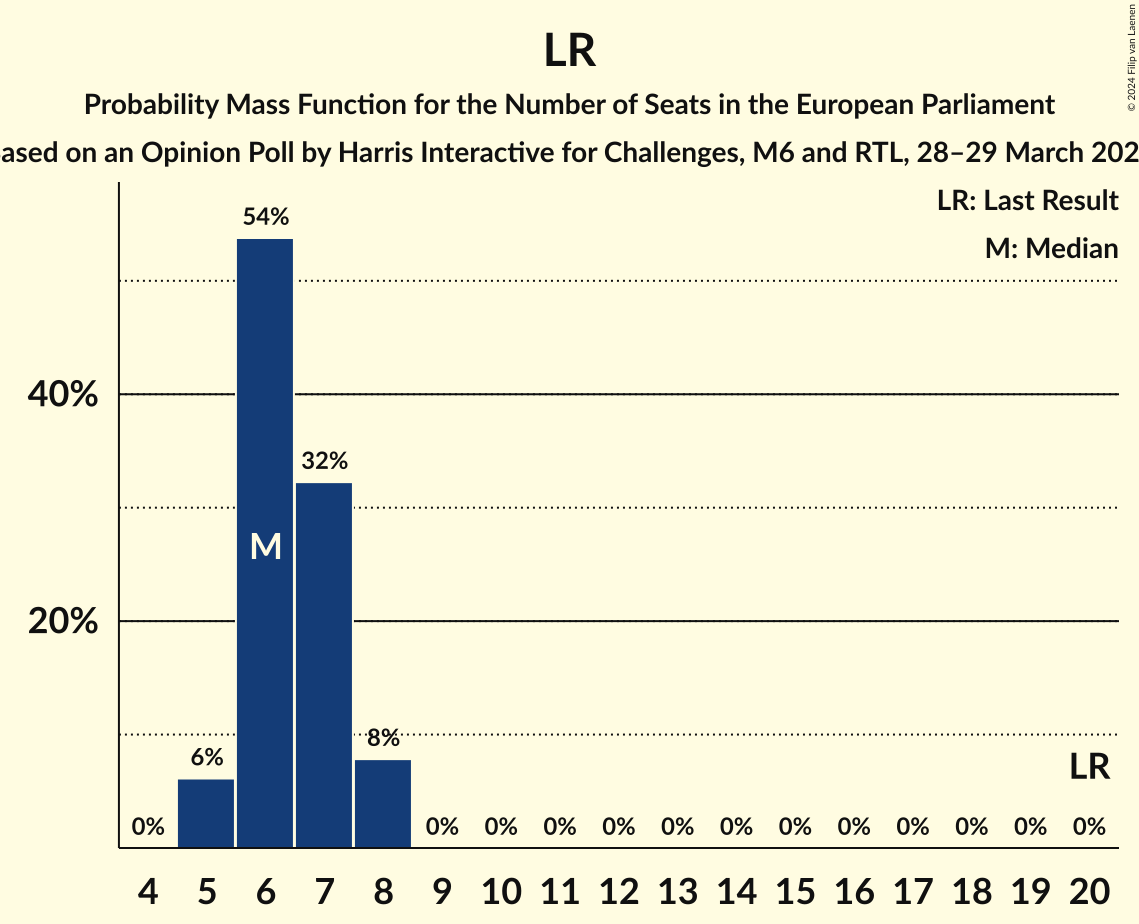 LR
Probability Mass Function for the Number of Seats in the European Parliament
ased on an Opinion Poll by Harris Interactive for Challenges, M6 and RTL, 28–29 March 202
© 2024 Filip van Laenen
LR: Last Result
M: Median
54%
40%
32%
M
20%
8%
6%
LR
0% 0% 0% 0% 0% 0% 0% 0% 0% 0% 0% 0% 0%
4 5 6 7 8 9 10 11 12 13 14 15 16 17 18 19 20